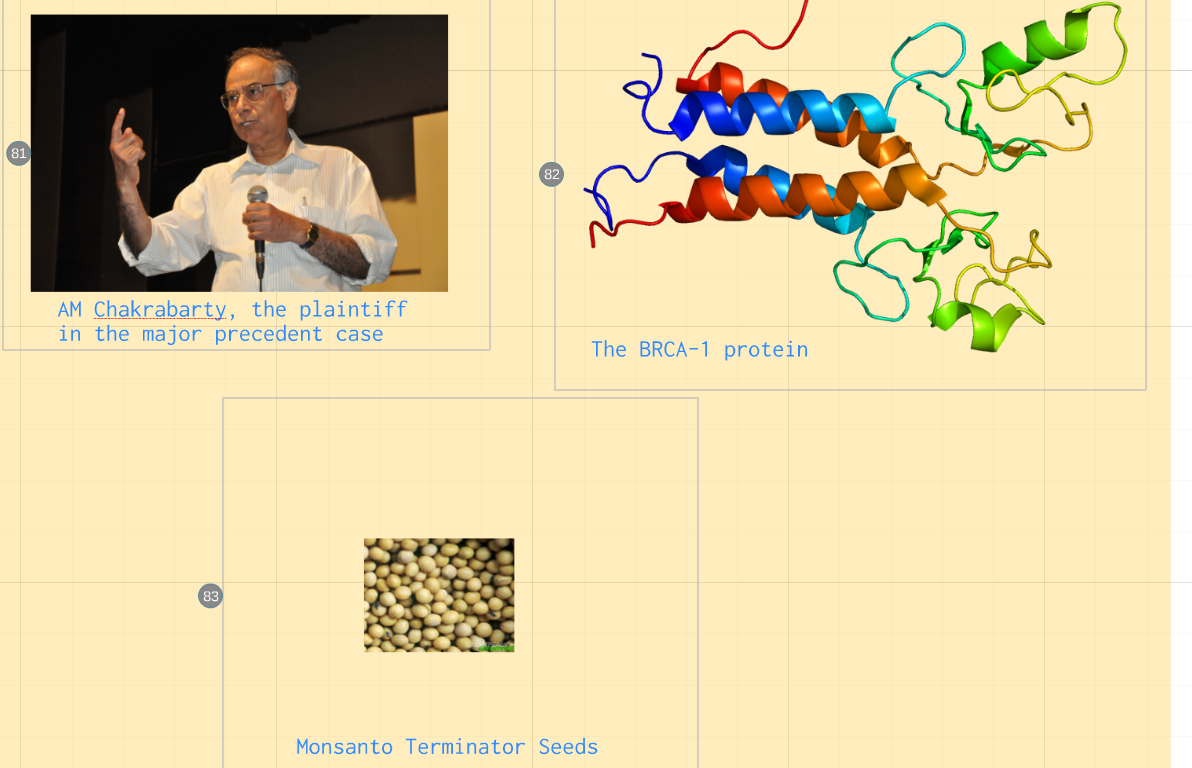 81
AM Chakrabarty, the plaintiff
in the major precedent case
82
The BRCA-1 protein
83
Monsanto Terminator Seeds